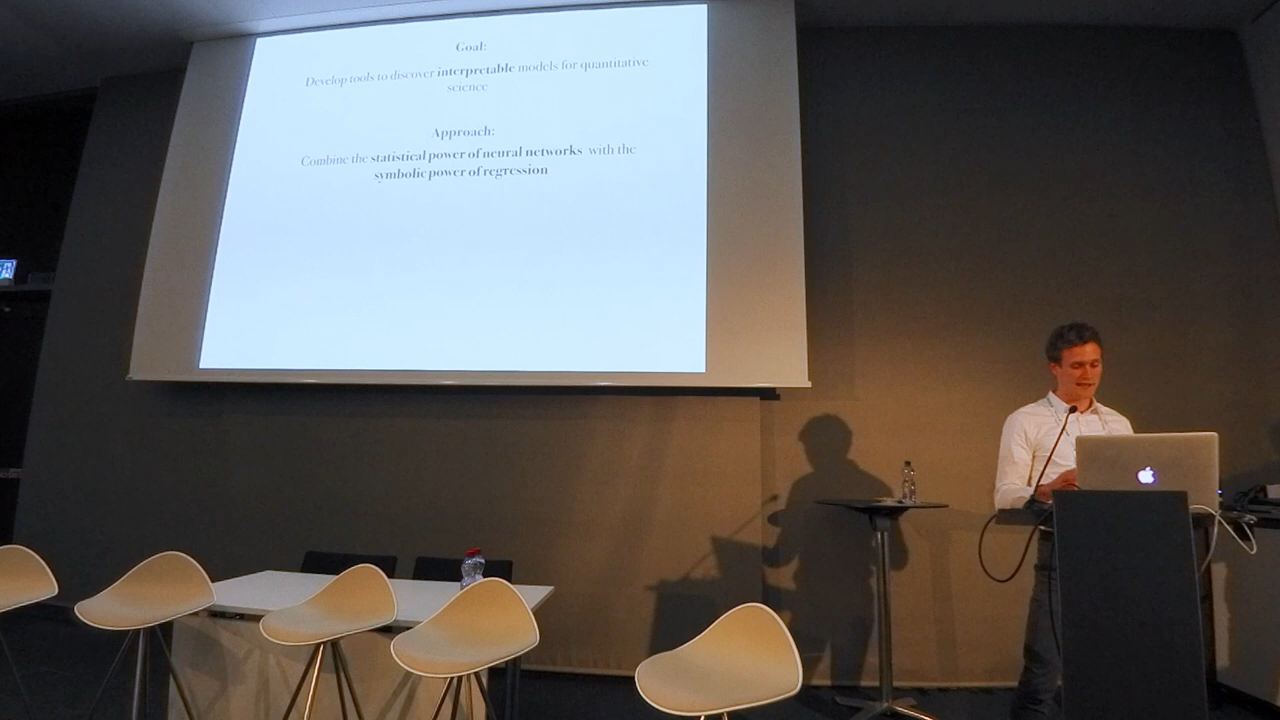 Goal:
Develop tools to discover interpretable models for quantitative
science
Approach:
Combine the statistical power of neural networks with the
symbolic power of regression